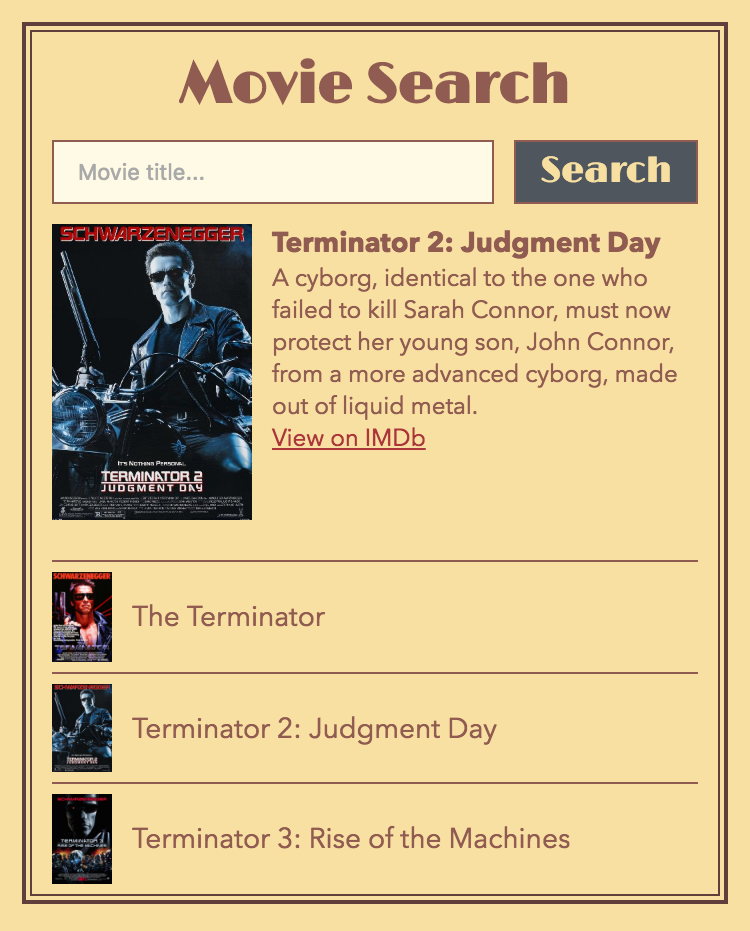 Movie Search
Movie title...
Search
SCHWARZENEGGER
Terminator 2: Judgment Day
A cyborg, identical to the one who
failed to kill Sarah Connor, must now
protect her young son, John Connor,
from a more advanced cyborg, made
out of liquid metal.
View on IMDb
IT'S NOTHING PERSONAL.
TERMINATOR 2
JUDGMENT DAY
SCHWARZENEGGER
The Terminator
Terminator 2: Judgment Day
Terminator 3: Rise of the Machines